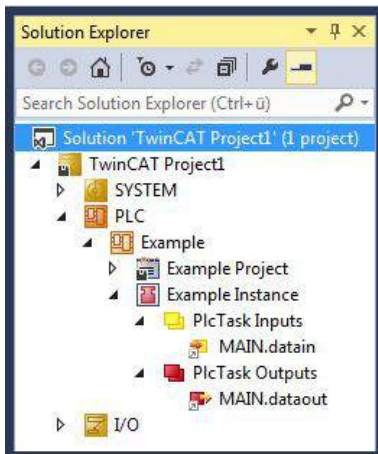 Solution Explorer
Search Solution Explorer (Ctrl+ü)
Solution 'TwinCAT Project1' (1 project)
TwinCAT Project1
SYSTEM
PLC
Example
Example Project
Example Instance
PlcTask Inputs
MAIN.datain
PlcTask Outputs
MAIN.dataout
I/O